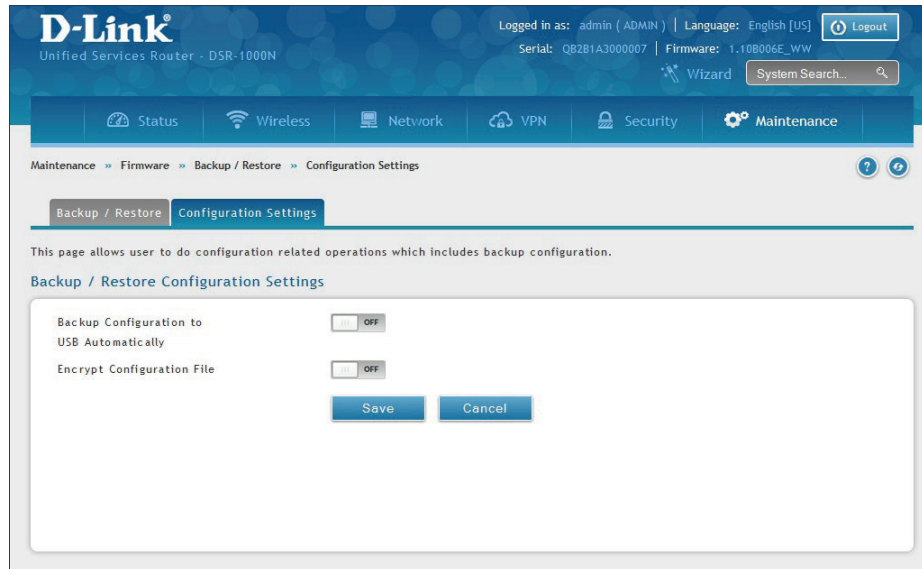 D-Link®
Unified Services Router - DSR-1000N
Logged in as: admin ( ADMIN ) | Language: English [US]
Logout
Serial: QB2B1A3000007 | Firmware: 1.10B006E_WW
Wizard
System Search...
Status
Wireless
Network
VPN
Security
Maintenance
Maintenance » Firmware » Backup / Restore » Configuration Settings
?
Backup / Restore
Configuration Settings
This page allows user to do configuration related operations which includes backup configuration.
Backup / Restore Configuration Settings
Backup Configuration to
USB Automatically
OFF
Encrypt Configuration File
OFF
Save
Cancel